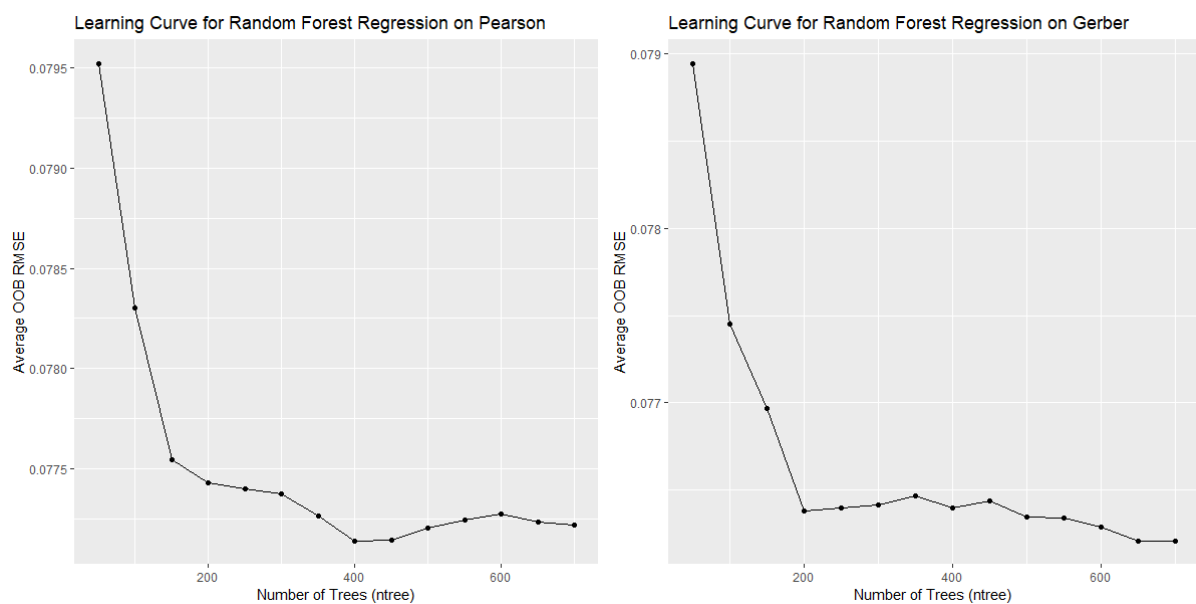 Learning Curve for Random Forest Regression on Pearson
Average OOB RMSE
0.0795
0.0790
0.0785
0.0780
0.0775
200
400
600
Number of Trees (ntree)
Learning Curve for Random Forest Regression on Gerber
Average OOB RMSE
0.079
0.078
0.077
200
400
600
Number of Trees (ntree)